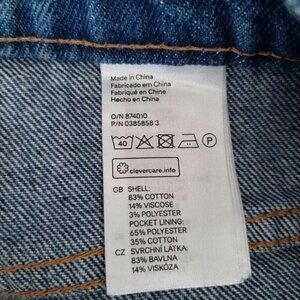 Made in China
Fabricado em China
Fabriqué en Chine
Hecho en China
O/N 874010
P/N 0385858 3
40 P
clevercare.info
GB SHELL:
83% COTTON
14% VISCOSE
3% POLYESTER
POCKET LINING:
65% POLYESTER
35% COTTON
CZ SVRCHNÍ LÁTKA:
83% BAVLNA
14% VISKÓZA